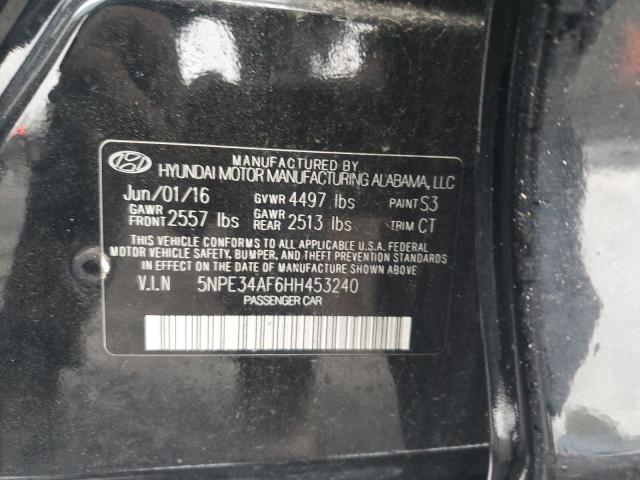 MANUFACTURED BY
HYUNDAI MOTOR MANUFACTURING ALABAMA, LLC
Jun/01/16 GVWR 4497 lbs PAINT S3
GAWR FRONT 2557 lbs GAWR REAR 2513 lbs TRIM CT
THIS VEHICLE CONFORMS TO ALL APPLICABLE U.S.A. FEDERAL
MOTOR VEHICLE SAFETY, BUMPER, AND THEFT PREVENTION STANDARDS
IN EFFECT ON THE DATE OF MANUFACTURE SHOWN ABOVE.
V.I.N 5NPE34AF6HH453240
PASSENGER CAR